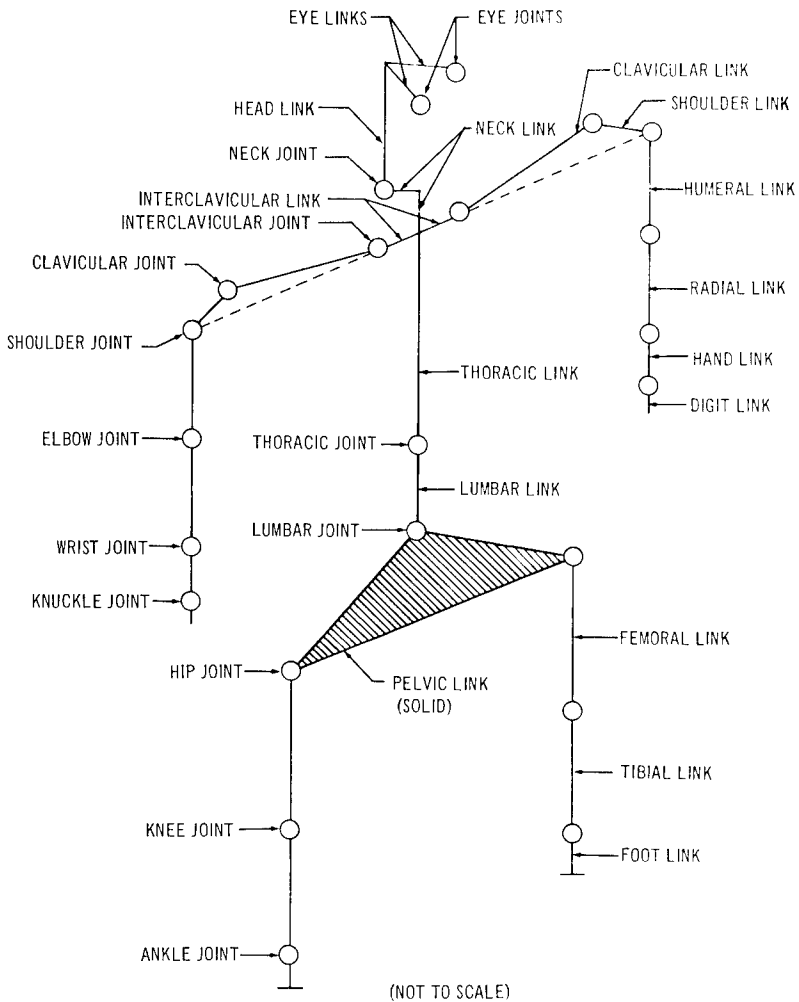 EYE LINKS
EYE JOINTS
CLAVICULAR LINK
SHOULDER LINK
HEAD LINK
NECK LINK
NECK JOINT
HUMERAL LINK
INTERCLAVICULAR LINK
INTERCLAVICULAR JOINT
CLAVICULAR JOINT
RADIAL LINK
SHOULDER JOINT
HAND LINK
THORACIC LINK
DIGIT LINK
ELBOW JOINT
THORACIC JOINT
LUMBAR LINK
LUMBAR JOINT
WRIST JOINT
KNUCKLE JOINT
FEMORAL LINK
HIP JOINT
PELVIC LINK
(SOLID)
TIBIAL LINK
KNEE JOINT
FOOT LINK
ANKLE JOINT
(NOT TO SCALE)